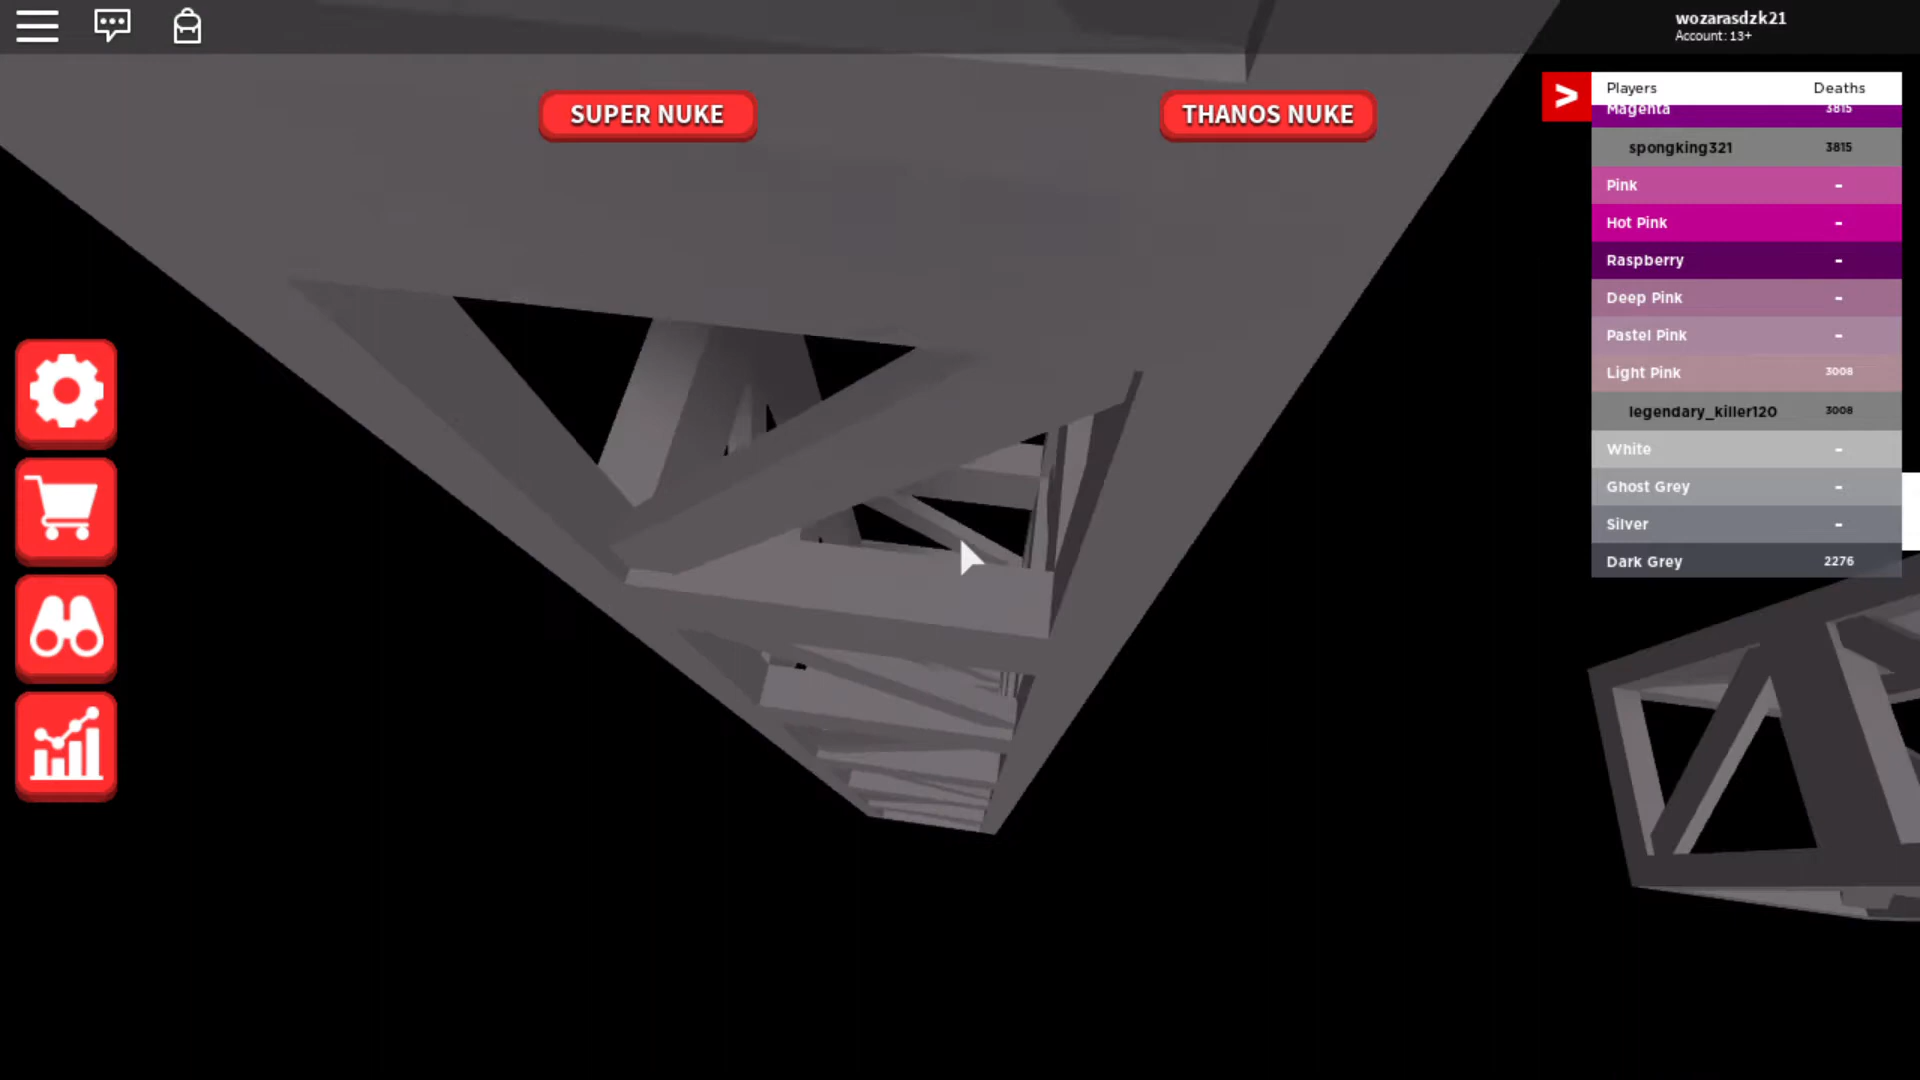 wozarasdzk21
Account: 13+
SUPER NUKE
THANOS NUKE
>
Players Deaths
Magenta 3815
spongking321 3815
Pink -
Hot Pink -
Raspberry -
Deep Pink -
Pastel Pink -
Light Pink 3008
legendary_killer120 3008
White -
Ghost Grey -
Silver -
Dark Grey 2276